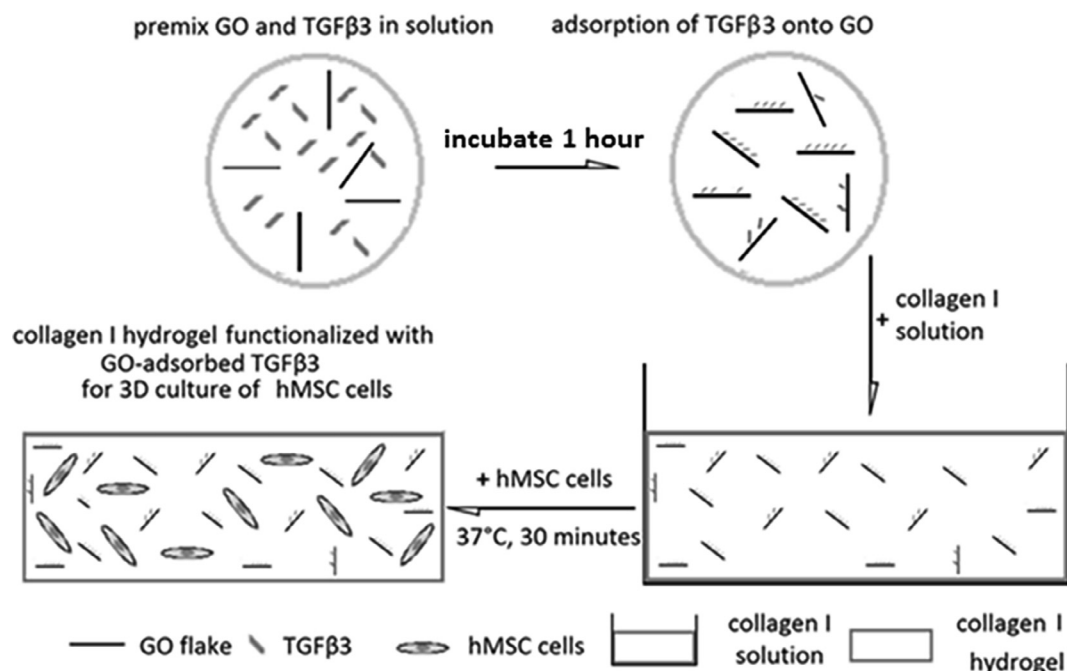 premix GO and TGFβ3 in solution
adsorption of TGFβ3 onto GO
incubate 1 hour
+ collagen I
solution
collagen I hydrogel functionalized with
GO-adsorbed TGFβ3
for 3D culture of hMSC cells
+ hMSC cells
37°C, 30 minutes
GO flake
TGFβ3
hMSC cells
collagen I
solution
collagen I
hydrogel